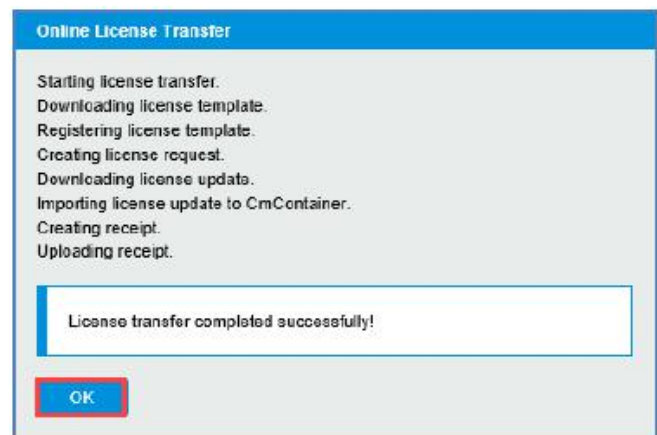 Online License Transfer
Starting license transfer.
Downloading license template.
Registering license template.
Creating license request.
Downloading license update.
Importing license update to CmContainer.
Creating receipt.
Uploading receipt.
License transfer completed successfully!
OK